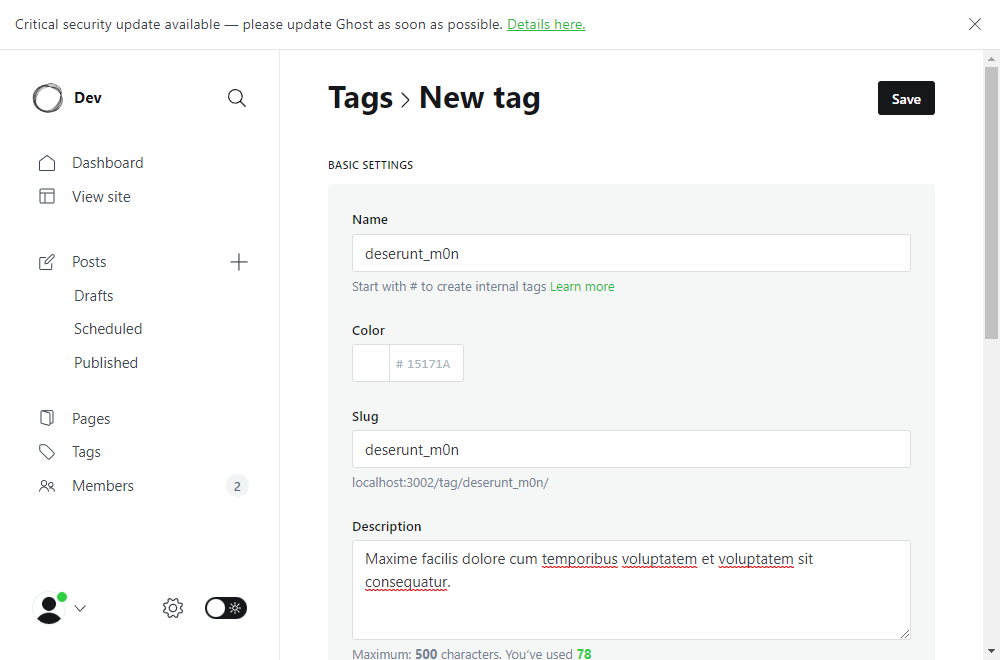 Critical security update available — please update Ghost as soon as possible. Details here.
Dev
Dashboard
View site
Posts
Drafts
Scheduled
Published
Pages
Tags
Members
2
Tags > New tag
Save
BASIC SETTINGS
Name
deserunt_m0n
Start with # to create internal tags Learn more
Color
# 15171A
Slug
deserunt_m0n
localhost:3002/tag/deserunt_m0n/
Description
Maxime facilis dolore cum temporibus voluptatem et voluptatem sit
consequatur.
Maximum: 500 characters. You’ve used 78